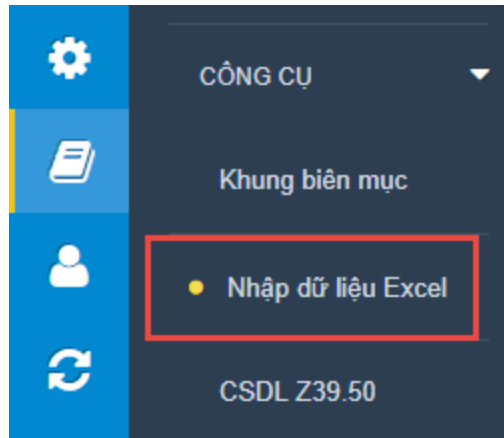 CÔNG CỤ
Khung biên mục
Nhập dữ liệu Excel
CSDL Z39.50